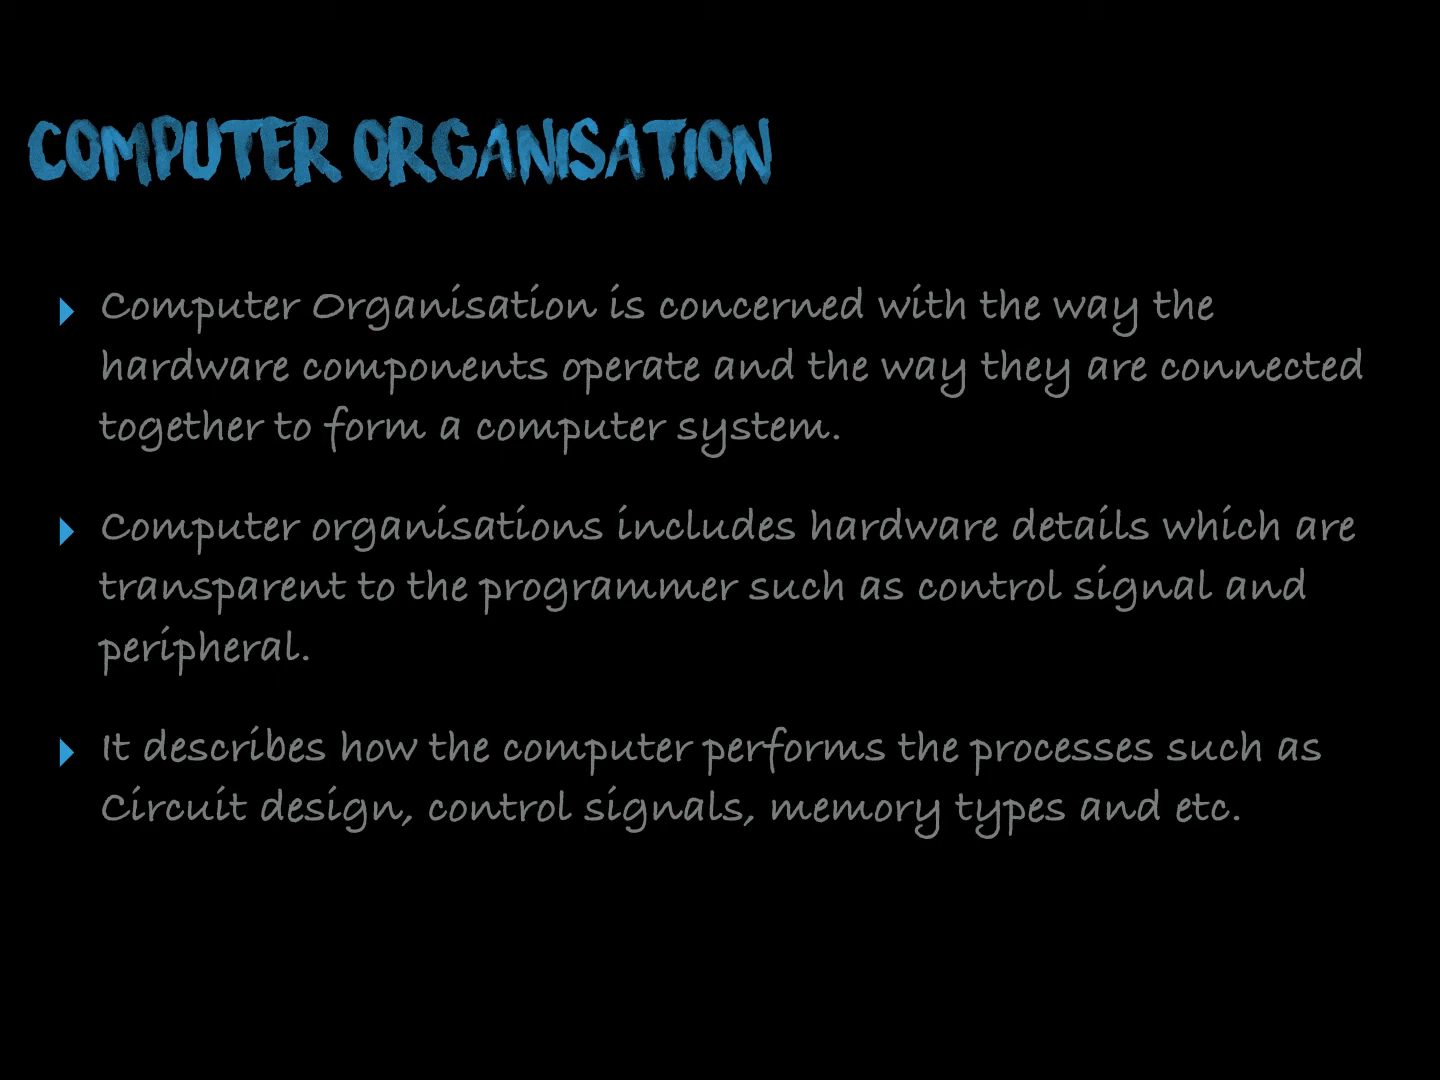 COMPUTER ORGANISATION
Computer Organisation is concerned with the way the
hardware components operate and the way they are connected
together to form a computer system.
Computer organisations includes hardware details which are
transparent to the programmer such as control signal and
peripheral.
It describes how the computer performs the processes such as
Circuit design, control signals, memory types and etc.